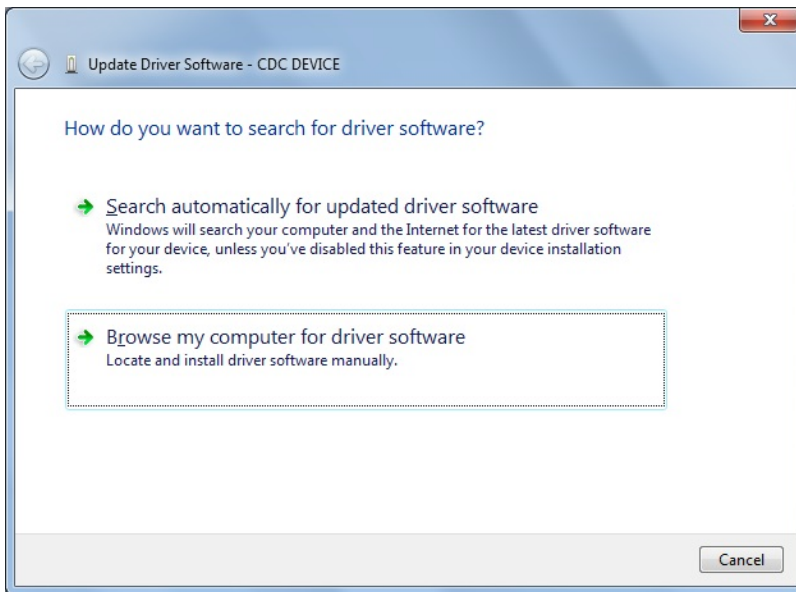 Update Driver Software - CDC DEVICE
How do you want to search for driver software?
Search automatically for updated driver software
Windows will search your computer and the Internet for the latest driver software
for your device, unless you've disabled this feature in your device installation
settings.
Browse my computer for driver software
Locate and install driver software manually.
Cancel